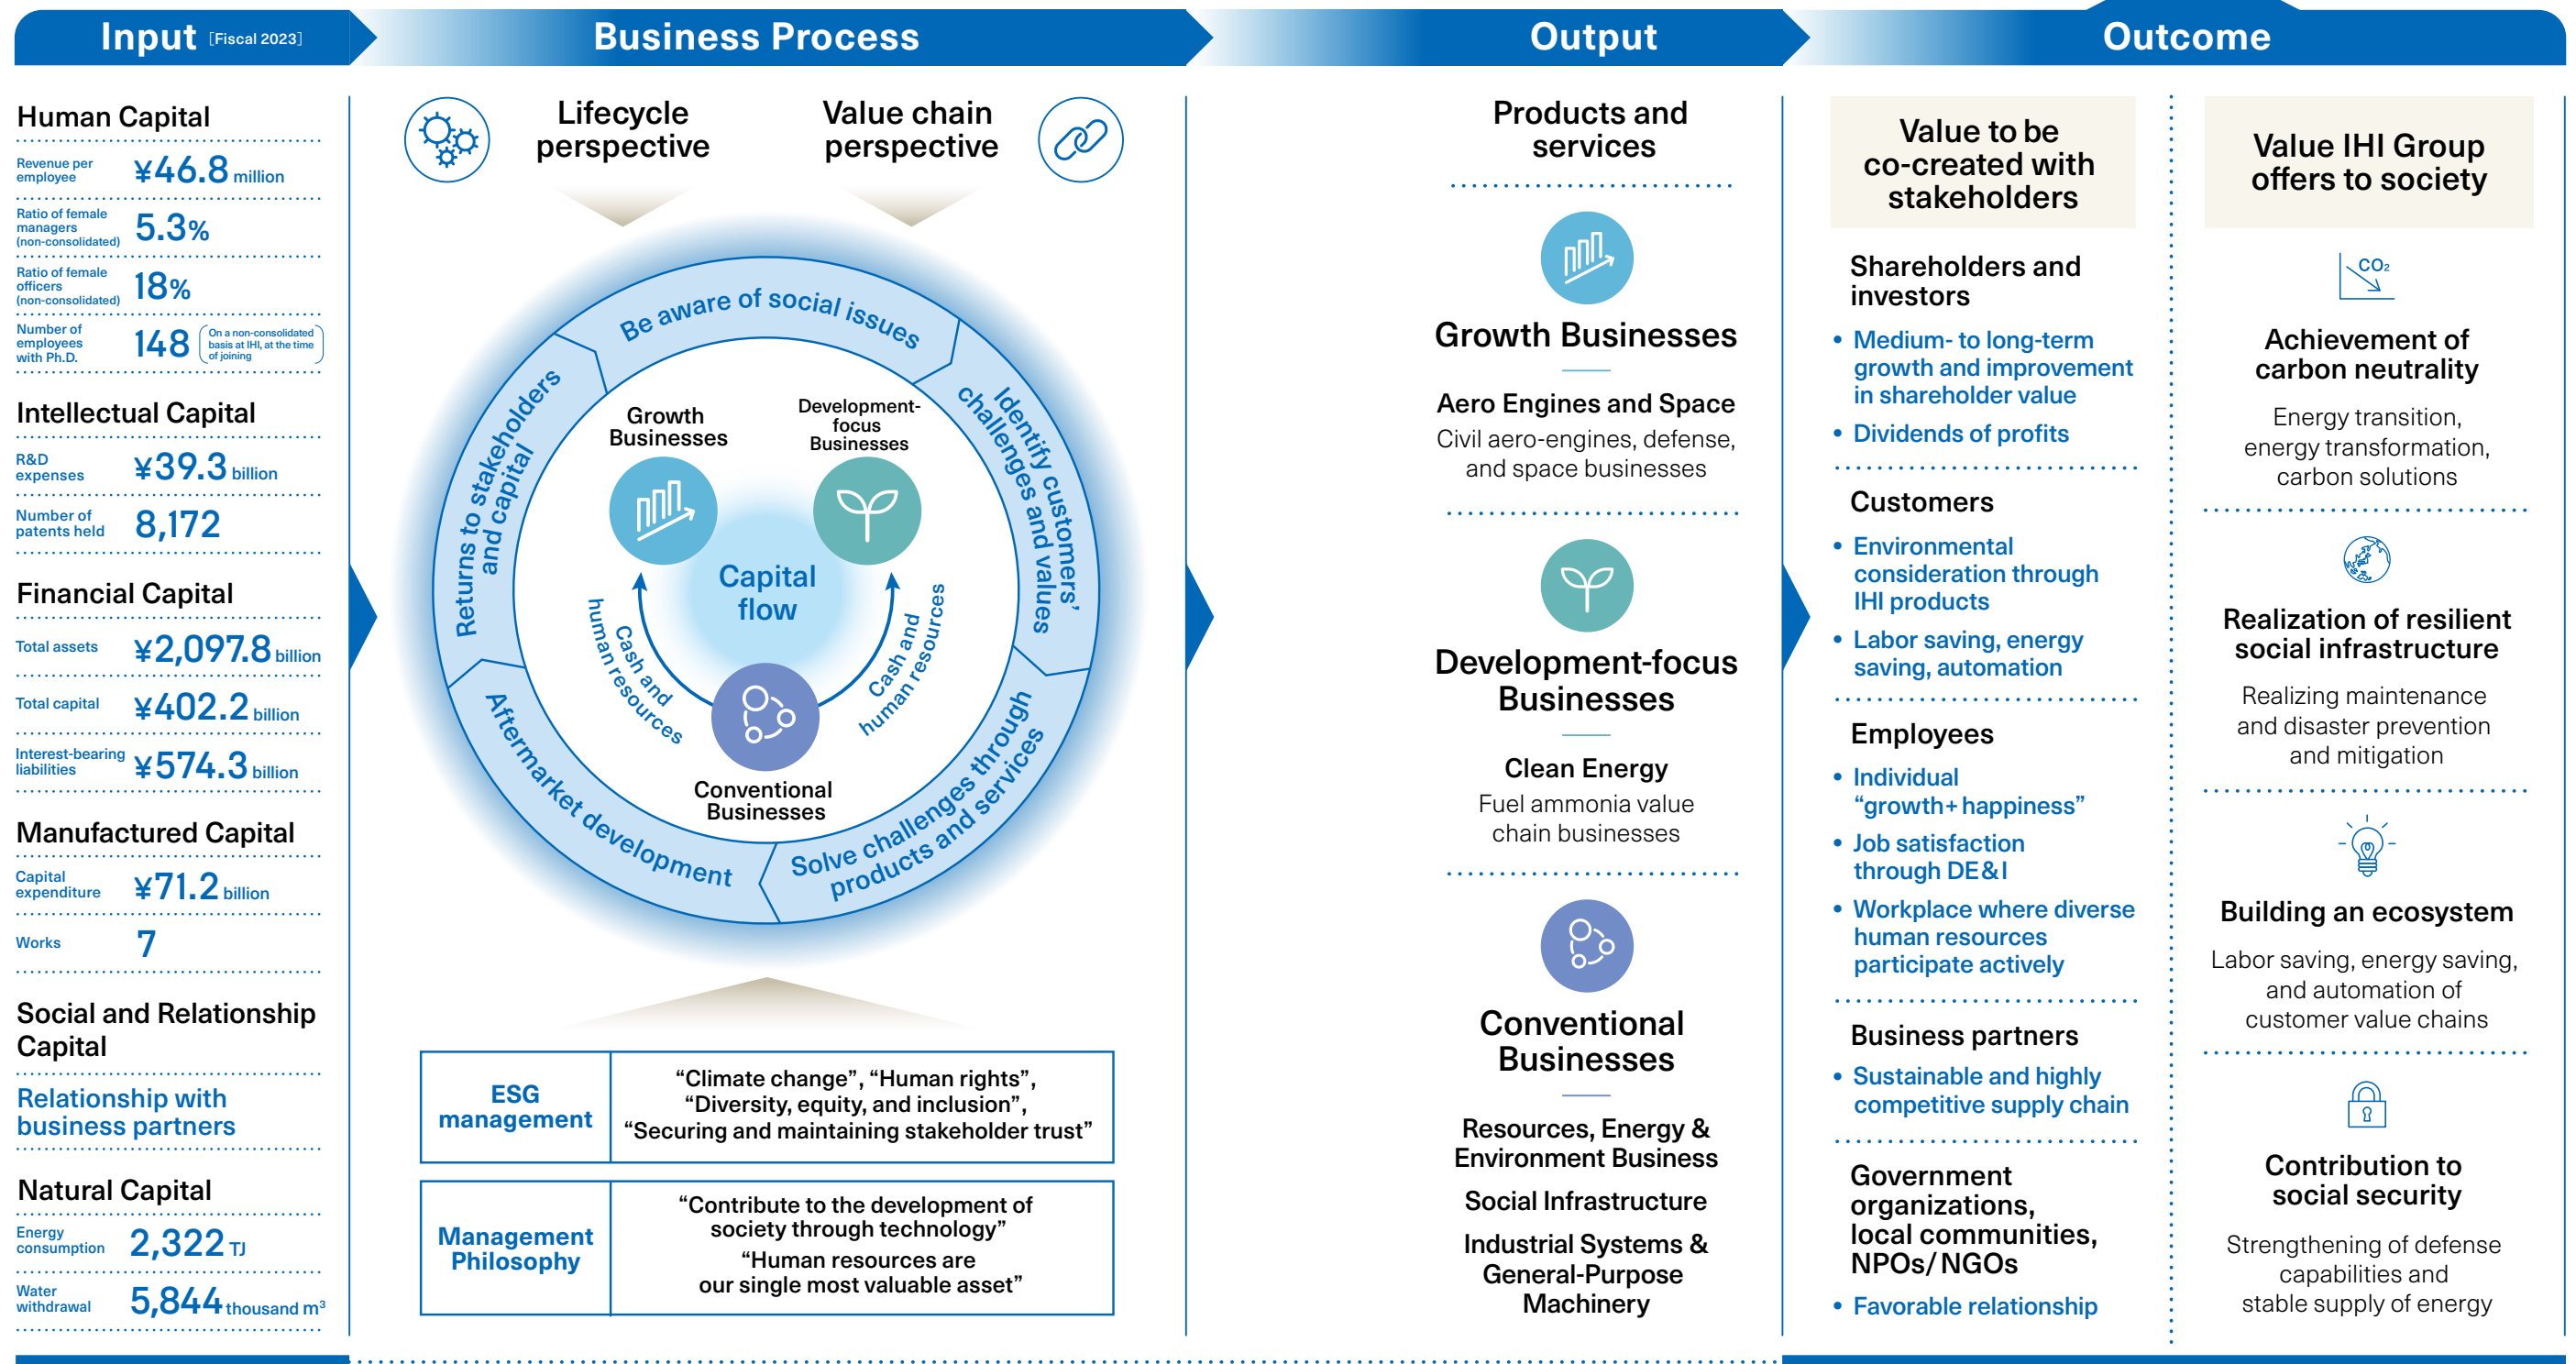 Input [Fiscal 2023]
Business Process
Output
Outcome
Human Capital
Revenue per
employee
¥46.8 million
Ratio of female
managers
(non-consolidated)
5.3%
Ratio of female
officers
(non-consolidated)
18%
Number of
employees
with Ph.D.
148
On a non-consolidated
basis at IHI, at the time
of joining
Intellectual Capital
R&D
expenses
¥39.3 billion
Number of
patents held
8,172
Financial Capital
Total assets
¥2,097.8 billion
Total capital
¥402.2 billion
Interest-bearing
liabilities
¥574.3 billion
Manufactured Capital
Capital
expenditure
¥71.2 billion
Works
7
Social and Relationship
Capital
Relationship with
business partners
Natural Capital
Energy
consumption
2,322 TJ
Water
withdrawal
5,844 thousand m³
Lifecycle
perspective
Value chain
perspective
Be aware of social issues
Identify customers’
challenges and values
Solve challenges through
products and services
Aftermarket development
Returns to stakeholders
and capital
Growth
Businesses
Development-
focus
Businesses
Capital
flow
Cash and
human resources
Cash and
human resources
Conventional
Businesses
ESG
management
“Climate change”, “Human rights”,
“Diversity, equity, and inclusion”,
“Securing and maintaining stakeholder trust”
Management
Philosophy
“Contribute to the development of
society through technology”
“Human resources are
our single most valuable asset”
Products and
services
Growth Businesses
Aero Engines and Space
Civil aero-engines, defense,
and space businesses
Development-focus
Businesses
Clean Energy
Fuel ammonia value
chain businesses
Conventional
Businesses
Resources, Energy &
Environment Business
Social Infrastructure
Industrial Systems &
General-Purpose
Machinery
Value to be
co-created with
stakeholders
Shareholders and
investors
• Medium- to long-term
growth and improvement
in shareholder value
• Dividends of profits
Customers
• Environmental
consideration through
IHI products
• Labor saving, energy
saving, automation
Employees
• Individual
“growth+happiness”
• Job satisfaction
through DE&I
• Workplace where diverse
human resources
participate actively
Business partners
• Sustainable and highly
competitive supply chain
Government
organizations,
local communities,
NPOs/NGOs
• Favorable relationship
Value IHI Group
offers to society
CO₂
Achievement of
carbon neutrality
Energy transition,
energy transformation,
carbon solutions
Realization of resilient
social infrastructure
Realizing maintenance
and disaster prevention
and mitigation
Building an ecosystem
Labor saving, energy saving,
and automation of
customer value chains
Contribution to
social security
Strengthening of defense
capabilities and
stable supply of energy